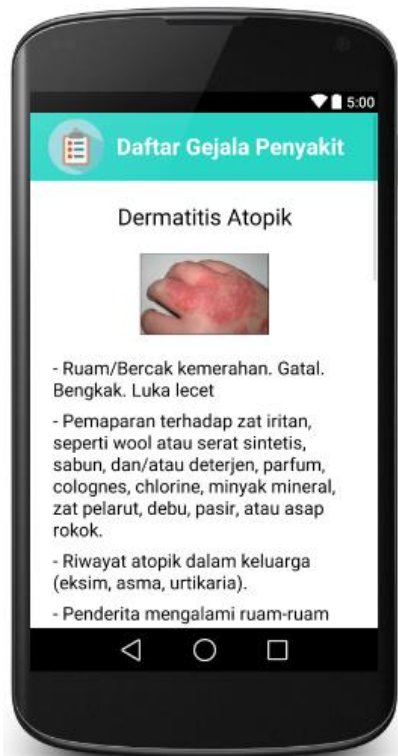 5:00
Daftar Gejala Penyakit
Dermatitis Atopik
- Ruam/Bercak kemerahan. Gatal.
Bengkak. Luka lecet
- Pemaparan terhadap zat iritan,
seperti wool atau serat sintetis,
sabun, dan/atau deterjen, parfum,
colognes, chlorine, minyak mineral,
zat pelarut, debu, pasir, atau asap
rokok.
- Riwayat atopik dalam keluarga
(eksim, asma, urtikaria).
- Penderita mengalami ruam-ruam